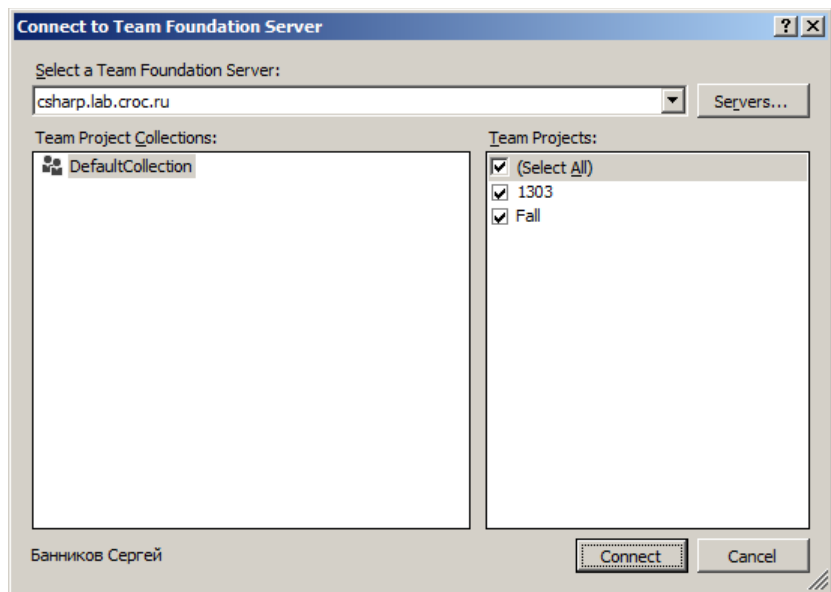 Connect to Team Foundation Server
Select a Team Foundation Server:
csharp.lab.croc.ru
Servers...
Team Project Collections:
Team Projects:
DefaultCollection
(Select All)
1303
Fall
Банников Сергей
Connect
Cancel